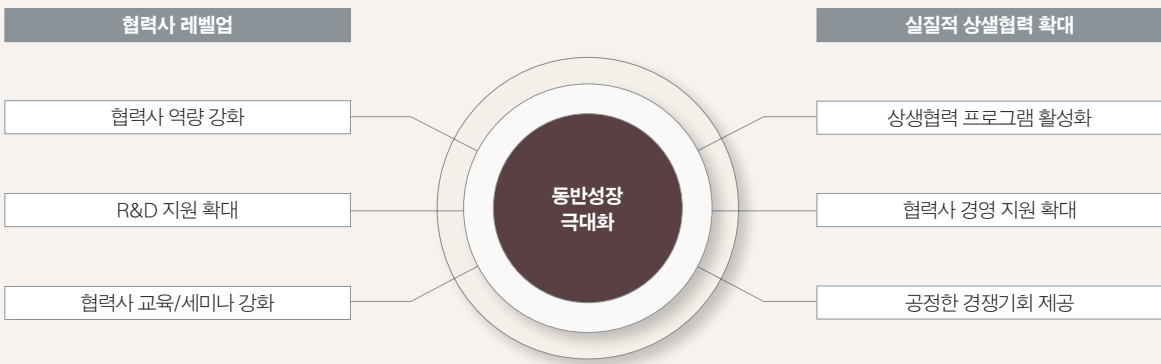 협력사 레벨업
협력사 역량 강화
R&D 지원 확대
협력사 교육/세미나 강화
동반성장
극대화
실질적 상샐협력 확대
상생협력 프로그램 활성화
협력사 경영 지원 확대
공정한 경쟁기회 제공